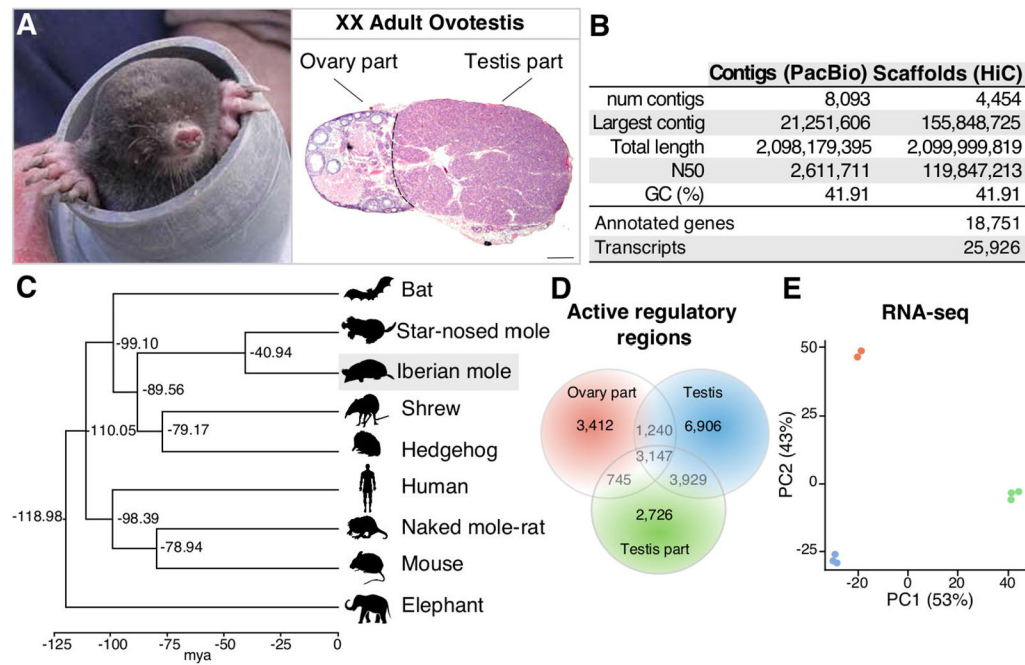 A
XX Adult Ovotestis
Ovary part
Testis part
B
Contigs (PacBio) Scaffolds (HiC)
num contigs 8,093 4,454
Largest contig 21,251,606 155,848,725
Total length 2,098,179,395 2,099,999,819
N50 2,611,711 119,847,213
GC (%) 41.91 41.91
Annotated genes 18,751
Transcripts 25,926
C
Bat
Star-nosed mole
Iberian mole
Shrew
Hedgehog
Human
Naked mole-rat
Mouse
Elephant
-99.10
-40.94
-89.56
-79.17
-110.05
-118.98
-98.39
-78.94
-125 -100 -75 -50 -25 0
mya
D
Active regulatory
regions
Ovary part
Testis
3,412
1,240
6,906
3,147
745
3,929
2,726
Testis part
E
RNA-seq
PC2 (43%)
50
25
0
-25
-20 0 20 40
PC1 (53%)